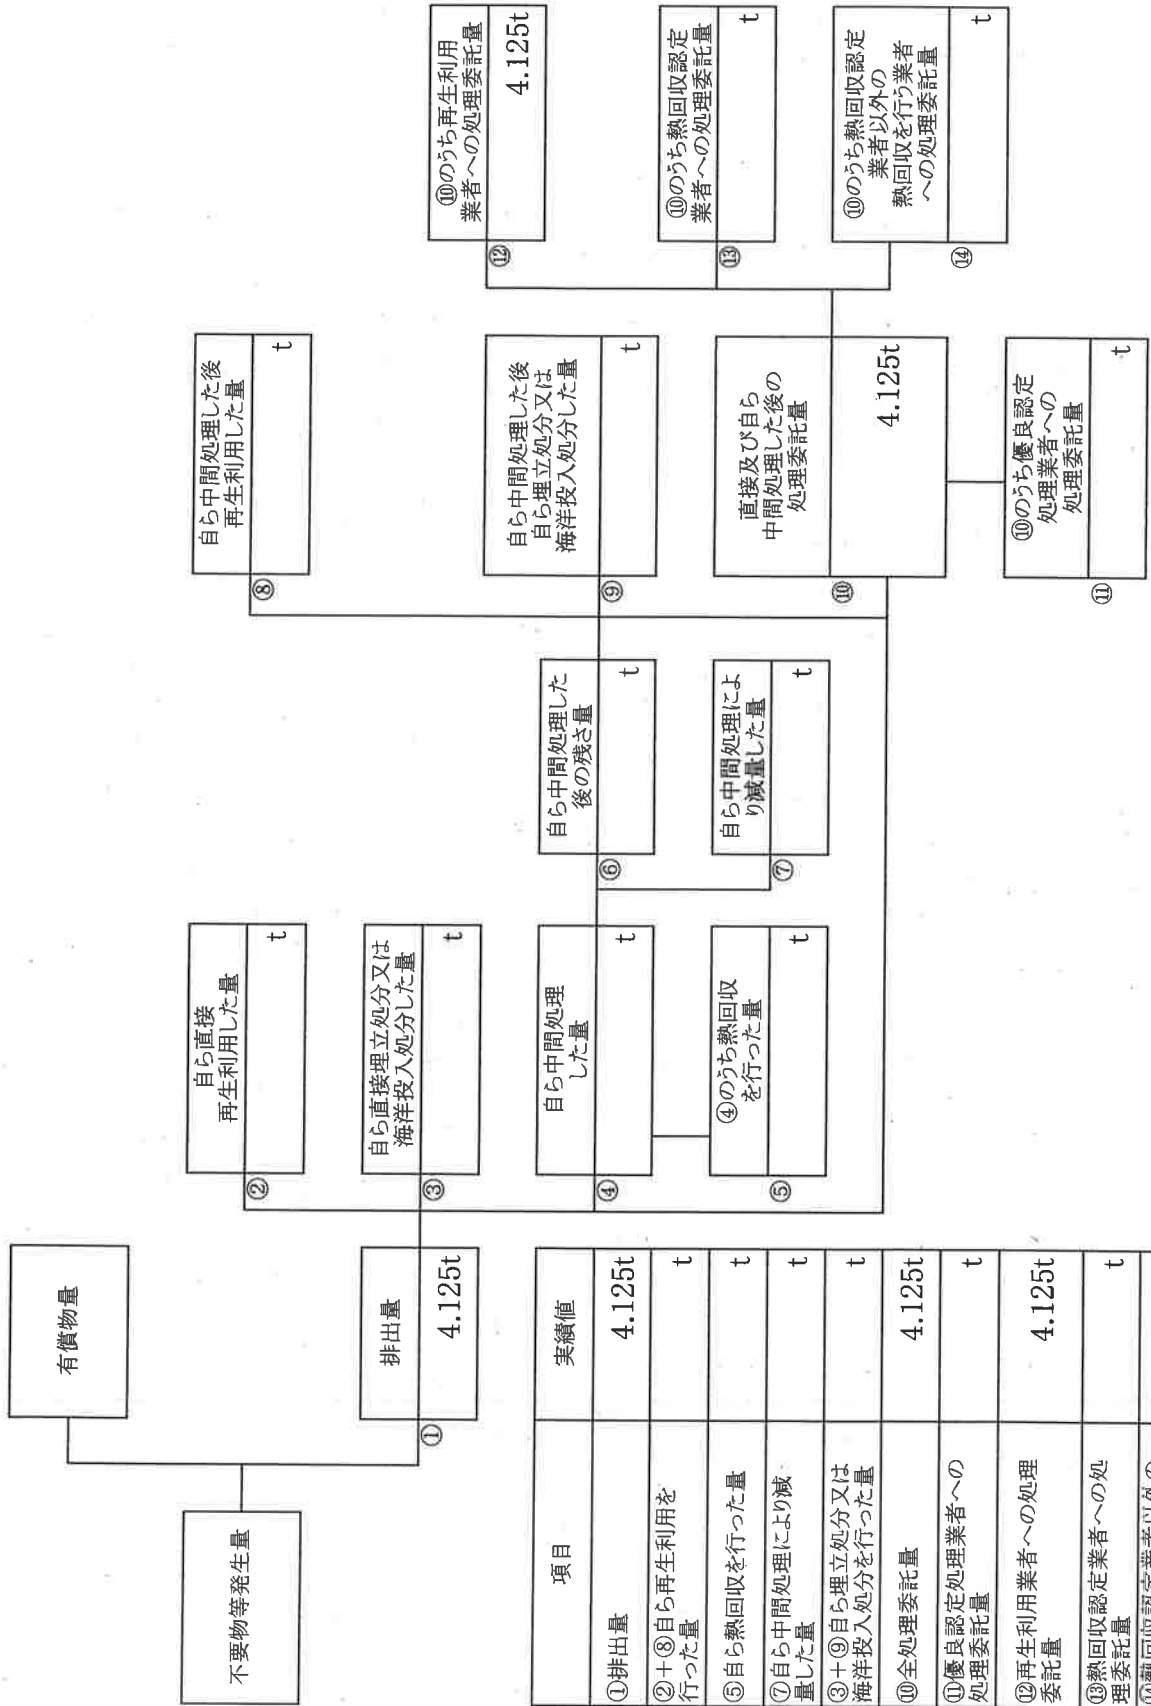 不要物等発生量
有償物量
①
排出量
4.125t
②
自ら直接
再生利用した量
t
③
自ら直接埋立処分又は
海洋投入処分した量
t
④
自ら中間処理
した量
t
⑤
④のうち熱回収
を行った量
t
⑥
自ら中間処理した
後の残さ量
t
⑦
自ら中間処理によ
り減量した量
t
⑧
自ら中間処理した後
再生利用した量
t
⑨
自ら中間処理した後
自ら埋立処分又は
海洋投入処分した量
t
⑩
直接及び自ら
中間処理した後の
処理委託量
4.125t
⑪
⑩のうち優良認定
処理業者への
処理委託量
t
⑫
⑩のうち再生利用
業者への処理委託量
4.125t
⑬
⑩のうち熱回収認定
業者への処理委託量
t
⑭
⑩のうち熱回収認定
業者以外の
熱回収を行う業者
への処理委託量
t
項目
実績値
①排出量
4.125t
②+⑧自ら再生利用を
行った量
t
⑤自ら熱回収を行った量
t
⑦自ら中間処理により減
量した量
t
③+⑨自ら埋立処分又は
海洋投入処分を行った量
t
⑩全処理委託量
4.125t
⑪優良認定処理業者への
処理委託量
t
⑫再生利用業者への処理
委託量
4.125t
⑬熱回収認定業者への処
理委託量
t
⑭熱回収認定業者以外の